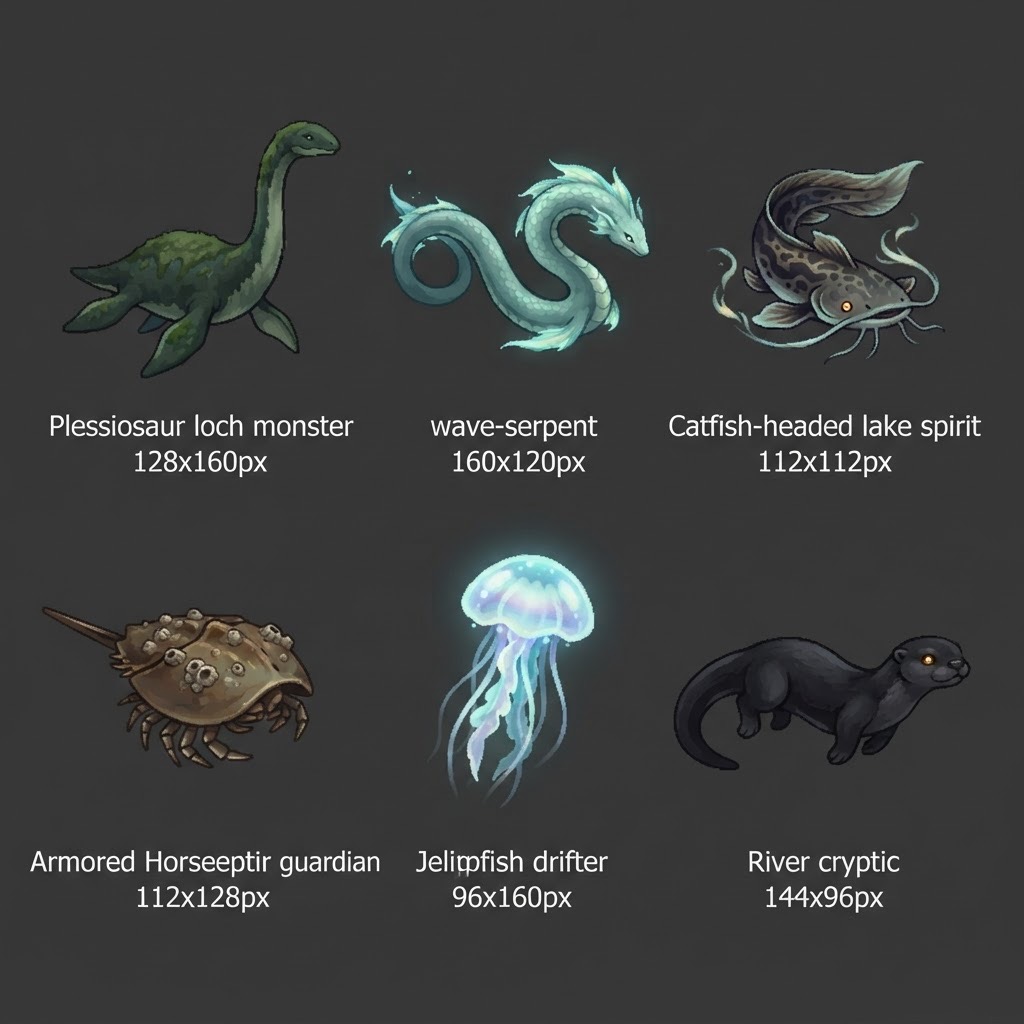 Plessiosaur loch monster
128x160px
wave-serpent
160x120px
Catfish-headed lake spirit
112x112px
Armored Horseeptir guardian
112x128px
drifter
96x160px
River cryptic
144x96px